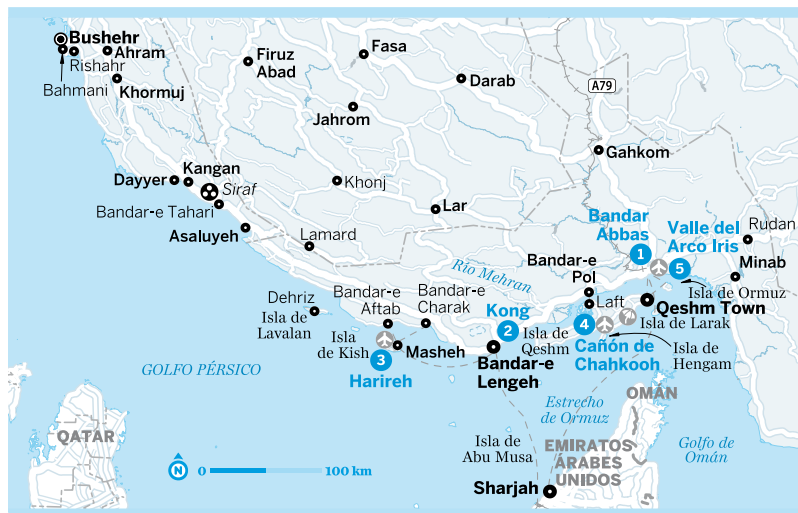 Bushehr
Ahram
Rishahr
Bahmani
Khormuj
Firuz
Abad
Fasa
Darab
A79
Jahrom
Gahkom
Kangan
Dayyer
Siraf
Khonj
Bandar-e Tahari
Lar
Asaluyeh
Lamard
Bandar
Abbas
1
Valle del
Arco Iris
5
Rudan
Minab
Río Mehran
Bandar-e
Pol
Isla de Ormuz
Dehriz
Isla de
Lavalan
Bandar-e
Aftab
Bandar-e
Charak
Kong
2
Laft
Qeshm Town
Isla de Larak
Isla
de Kish
3
Harireh
Masheh
Isla de
Qeshm
4
Cañón de
Chahkooh
Isla de
Hengam
Bandar-e
Lengeh
GOLFO PÉRSICO
Estrecho
de Ormuz
OMÁN
QATAR
Isla de
Abu Musa
EMIRATOS
ÁRABES
UNIDOS
Golfo de
Omán
N
0
100 km
Sharjah